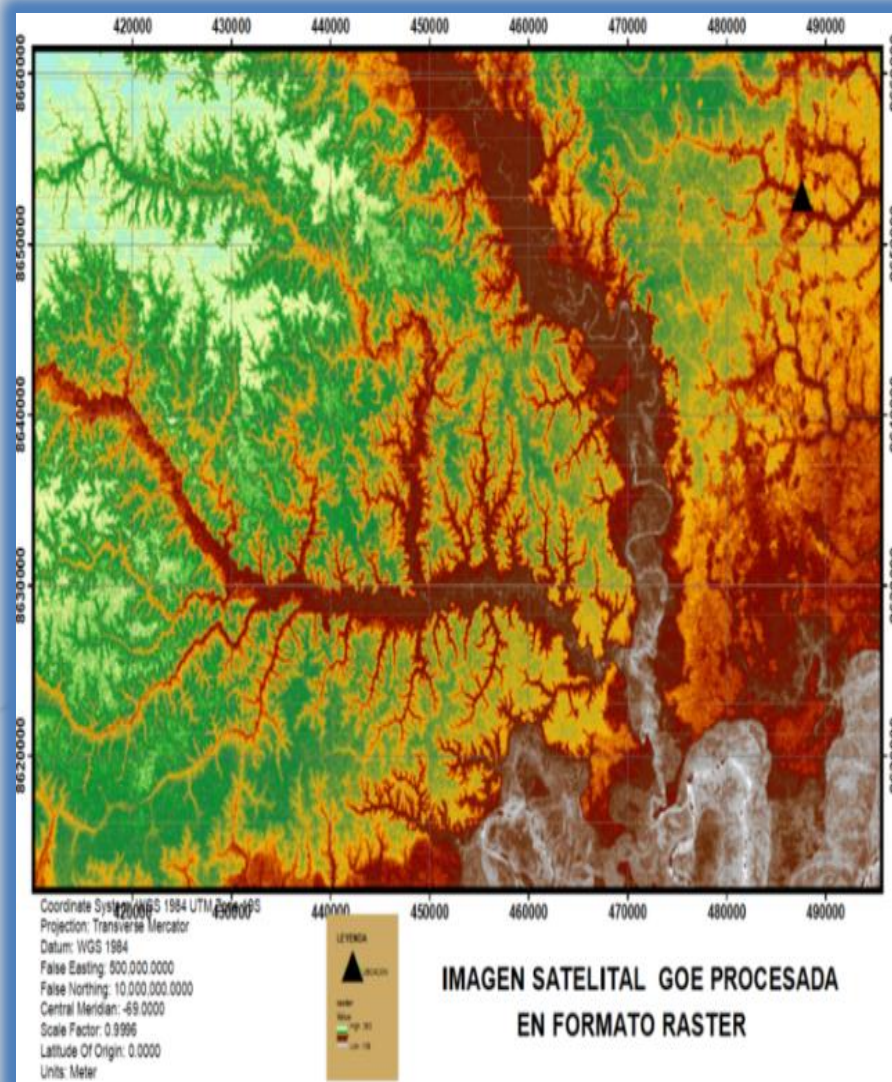 420000 430000 440000 450000 460000 470000 480000 490000
8660000
8650000
8640000
8630000
8620000
420000 430000 440000 450000 460000 470000 480000 490000
Coordinate System: WGS 1984 UTM Zone 19S
Projection: Transverse Mercator
Datum: WGS 1984
False Easting: 500,000.0000
False Northing: 10,000,000.0000
Central Meridian: -69.0000
Scale Factor: 0.9996
Latitude Of Origin: 0.0000
Units: Meter
LEYENDA
UBICACION
Value
IMAGEN SATELITAL GOE PROCESADA
EN FORMATO RASTER